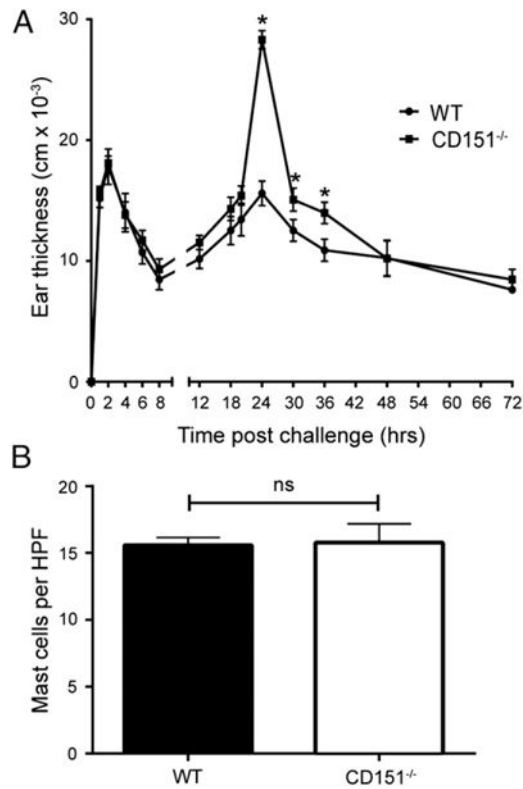 A
30
20
10
0
Ear thickness (cm x 10⁻³)
*
* *
WT
CD151⁻/⁻
0 2 4 6 8 12 18 24 30 36 42 48 54 60 66 72
Time post challenge (hrs)
B
20
15
10
5
0
Mast cells per HPF
ns
WT CD151⁻/⁻